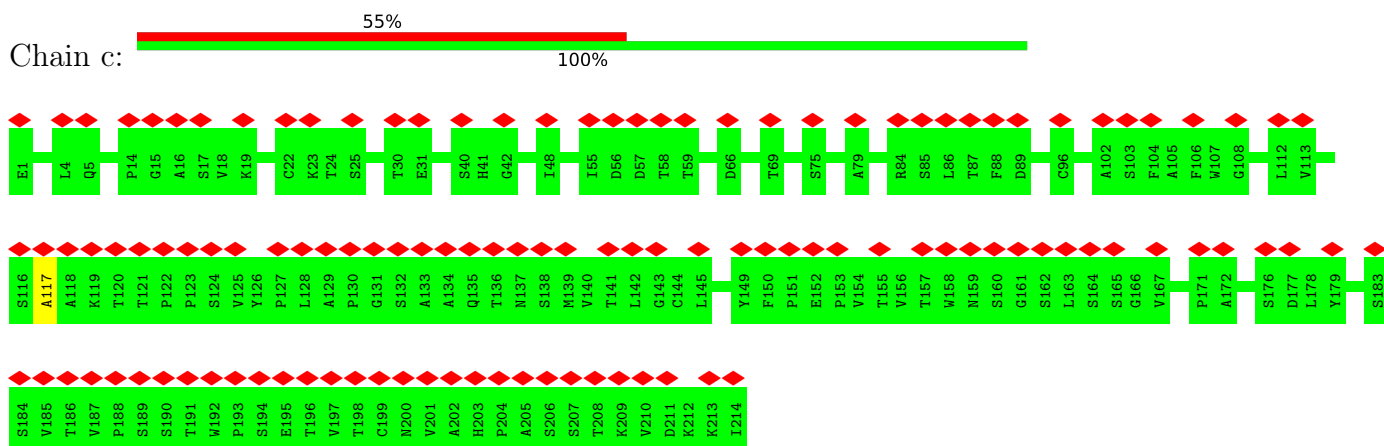 55%
Chain c:
100%
E1 L4 Q5 P14 G15 A16 S17 V18 K19 C22 K23 T24 S25 T30 E31 S40 H41 G42 I48 I55 D56 D57 T58 T59 D66 T69 S75 A79 R84 S85 L86 T87 F88 D89 C96 A102 S103 F104 A105 F106 W107 G108 L112 V113
S116 A117 A118 K119 T120 T121 P122 P123 S124 V125 Y126 P127 L128 A129 P130 G131 S132 A133 A134 Q135 T136 N137 S138 M139 V140 T141 L142 G143 C144 L145 Y149 F150 P151 E152 P153 V154 T155 V156 T157 W158 N159 S160 G161 S162 L163 S164 S165 G166 V167 P171 A172 S176 D177 L178 Y179 S183
S184 V185 T186 V187 P188 S189 S190 T191 W192 P193 S194 E195 T196 V197 T198 C199 N200 V201 A202 H203 P204 A205 S206 S207 T208 K209 V210 D211 K212 K213 I214